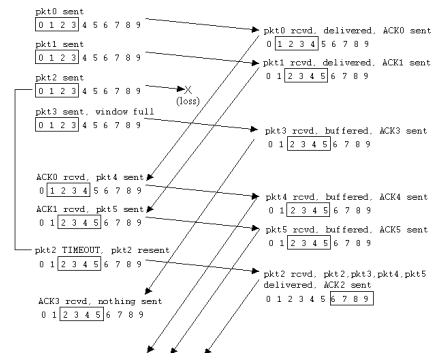 pkt0 sent
0 1 2 3 4 5 6 7 8 9
pkt1 sent
0 1 2 3 4 5 6 7 8 9
pkt2 sent
0 1 2 3 4 5 6 7 8 9
X
(loss)
pkt3 sent, window full
0 1 2 3 4 5 6 7 8 9
ACK0 rcvd, pkt4 sent
0 1 2 3 4 5 6 7 8 9
ACK1 rcvd, pkt5 sent
0 1 2 3 4 5 6 7 8 9
pkt2 TIMEOUT, pkt2 resent
0 1 2 3 4 5 6 7 8 9
ACK3 rcvd, nothing sent
0 1 2 3 4 5 6 7 8 9
pkt0 rcvd, delivered, ACK0 sent
0 1 2 3 4 5 6 7 8 9
pkt1 rcvd, delivered, ACK1 sent
0 1 2 3 4 5 6 7 8 9
pkt3 rcvd, buffered, ACK3 sent
0 1 2 3 4 5 6 7 8 9
pkt4 rcvd, buffered, ACK4 sent
0 1 2 3 4 5 6 7 8 9
pkt5 rcvd, buffered, ACK5 sent
0 1 2 3 4 5 6 7 8 9
pkt2 rcvd, pkt2,pkt3,pkt4,pkt5
delivered, ACK2 sent
0 1 2 3 4 5 6 7 8 9